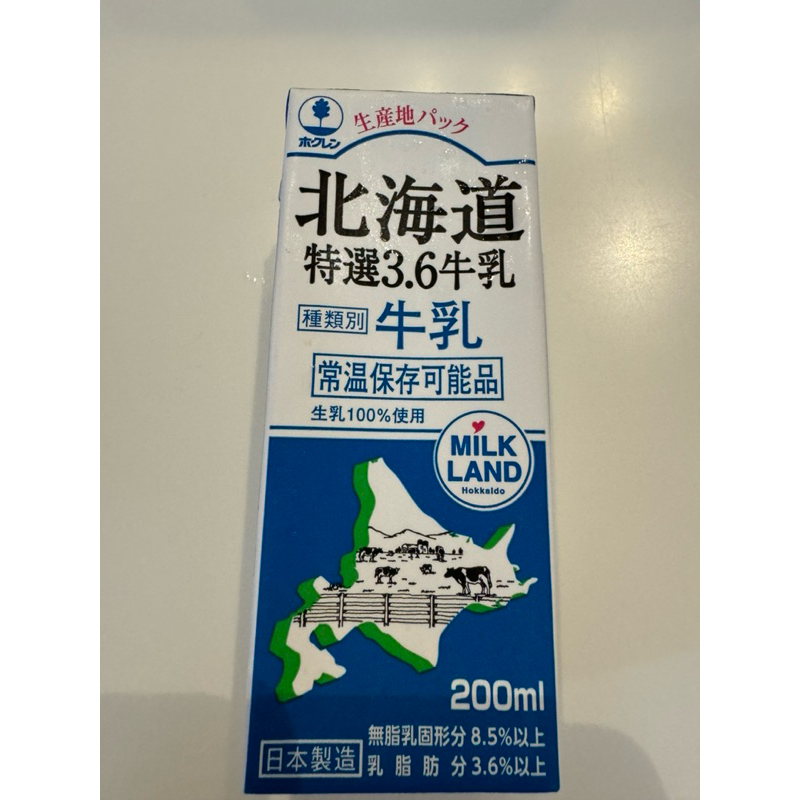 ホクレン
生産地パック
北海道
特選3.6牛乳
種類別 牛乳
常温保存可能品
生乳100%使用
MILK
LAND
Hokkaido
200ml
日本製造
無脂乳固形分 8.5%以上
乳脂肪分 3.6%以上